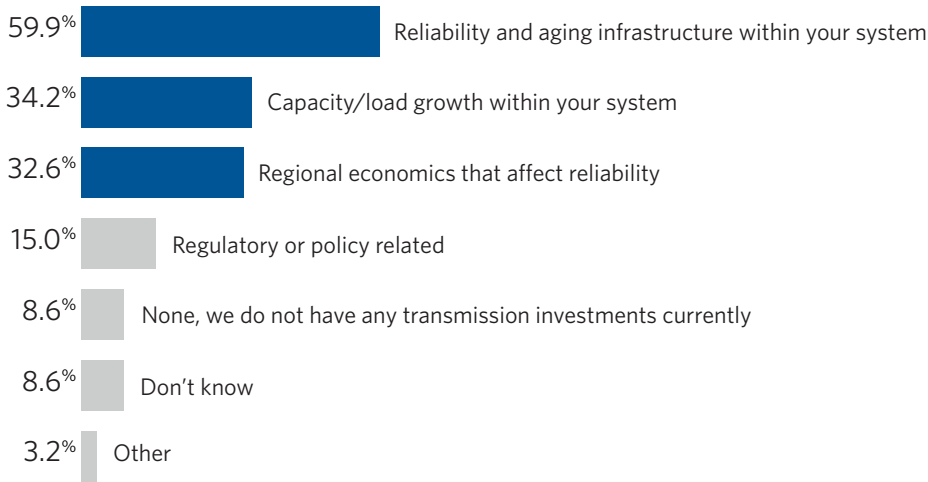 59.9% Reliability and aging infrastructure within your system
34.2% Capacity/load growth within your system
32.6% Regional economics that affect reliability
15.0% Regulatory or policy related
8.6% None, we do not have any transmission investments currently
8.6% Don’t know
3.2% Other